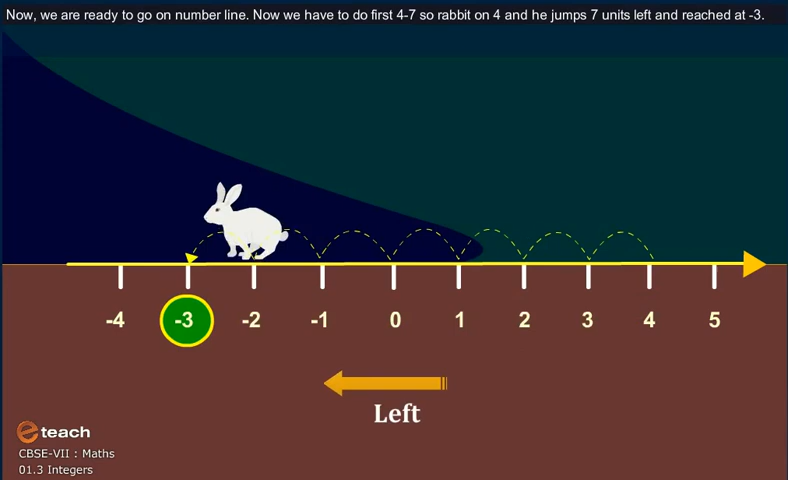 Now, we are ready to go on number line. Now we have to do first 4-7 so rabbit on 4 and he jumps 7 units left and reached at -3.
-4 -3 -2 -1 0 1 2 3 4 5
Left
eteach
CBSE-VII : Maths
01.3 Integers